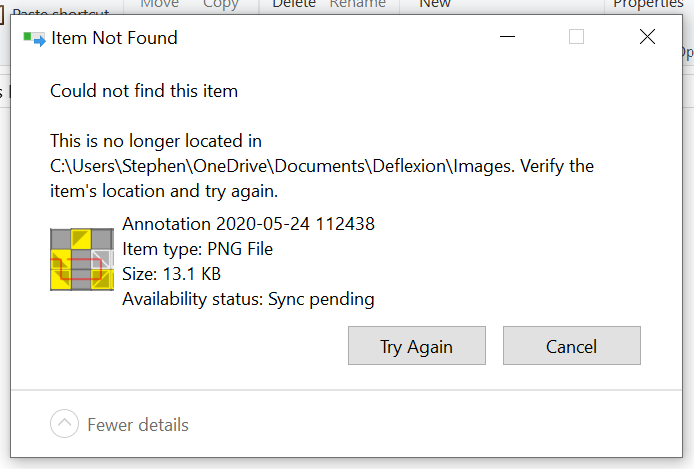 Move Copy Delete Rename New Properties
Paste shortcut
Item Not Found
Could not find this item
This is no longer located in
C:\Users\Stephen\OneDrive\Documents\Deflexion\Images. Verify the
item's location and try again.
Annotation 2020-05-24 112438
Item type: PNG File
Size: 13.1 KB
Availability status: Sync pending
Try Again Cancel
Fewer details